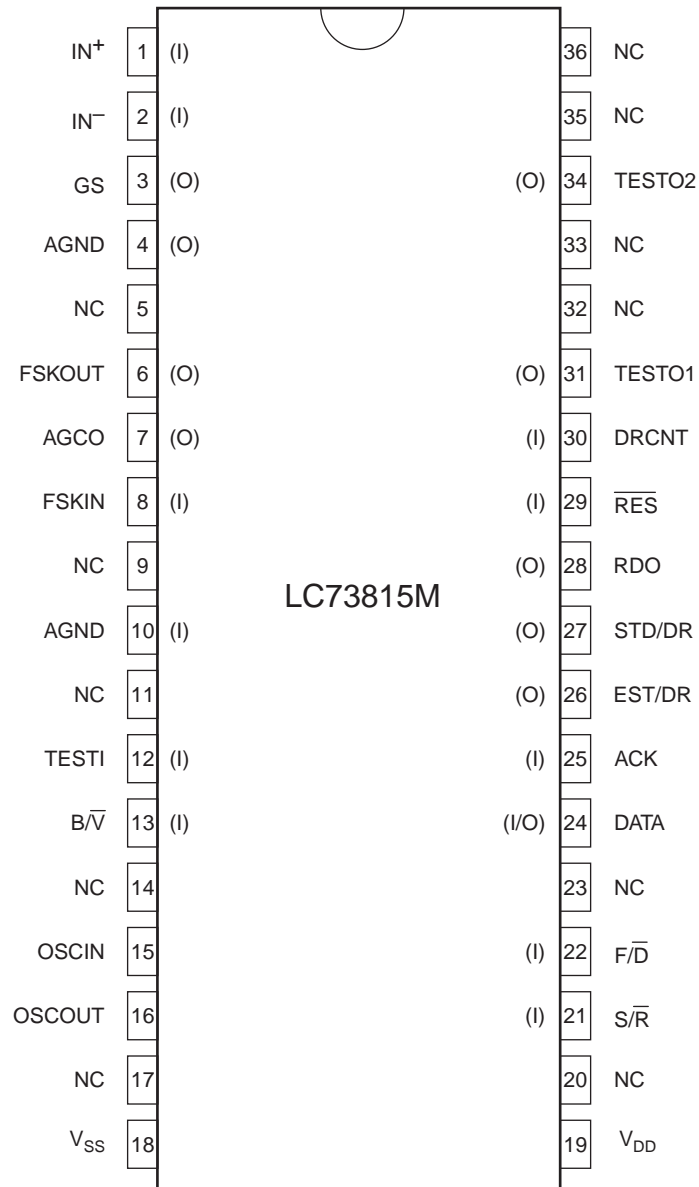 IN⁺ 1 (I) 36 NC
IN⁻ 2 (I) 35 NC
GS 3 (O) (O) 34 TESTO2
AGND 4 (O) 33 NC
NC 5 32 NC
FSKOUT 6 (O) (O) 31 TESTO1
AGCO 7 (O) (I) 30 DRCNT
FSKIN 8 (I) (I) 29 R̅E̅S̅
NC 9 (O) 28 RDO
LC73815M
AGND 10 (I) (O) 27 STD/DR
NC 11 (O) 26 EST/DR
TESTI 12 (I) (I) 25 ACK
B/V̅ 13 (I) (I/O) 24 DATA
NC 14 23 NC
OSCIN 15 (I) 22 F/D̅
OSCOUT 16 (I) 21 S/R̅
NC 17 20 NC
VSS 18 19 VDD